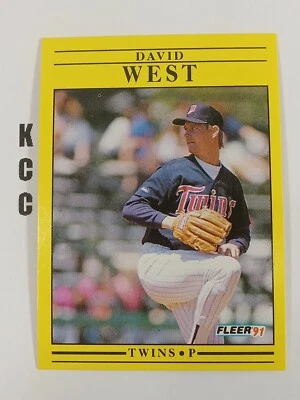 DAVID
WEST
K
C
C
Twins
FLEER '91
TWINS • P